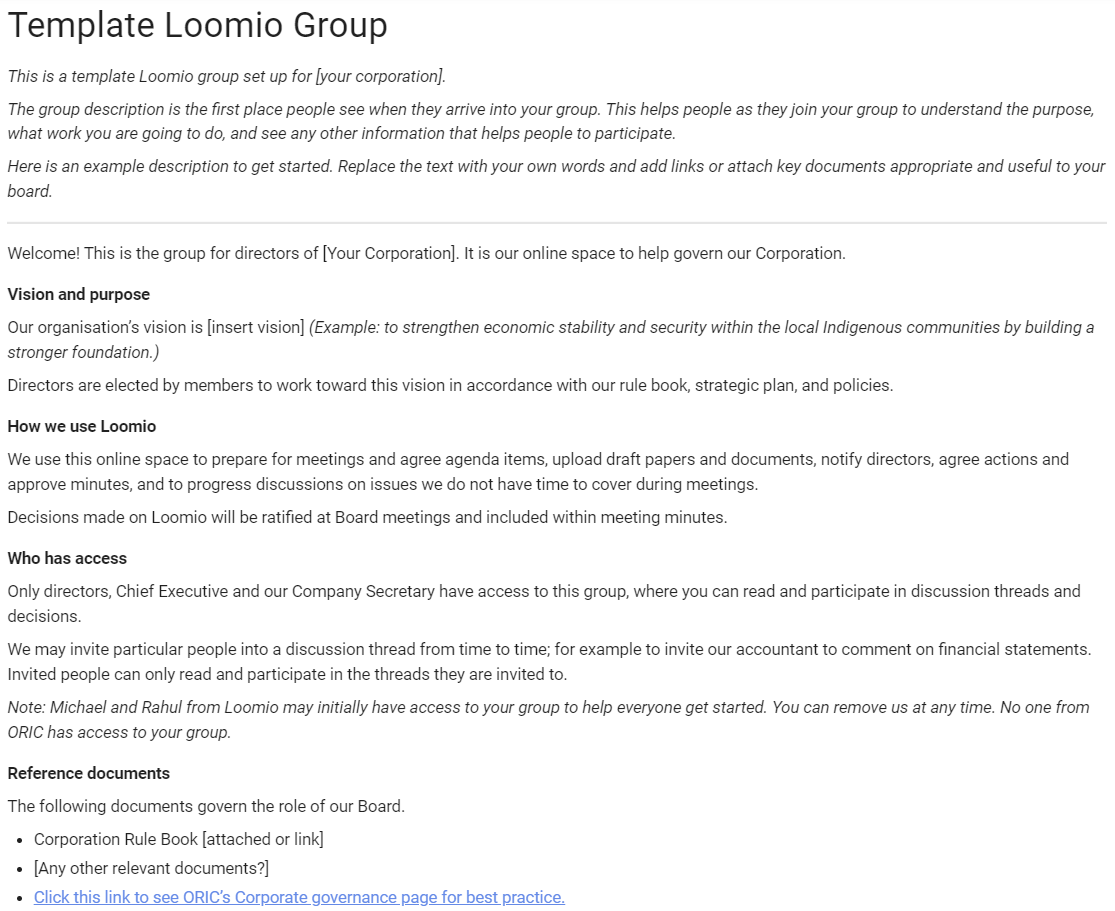 Template Loomio Group
This is a template Loomio group set up for [your corporation].
The group description is the first place people see when they arrive into your group. This helps people as they join your group to understand the purpose,
what work you are going to do, and see any other information that helps people to participate.
Here is an example description to get started. Replace the text with your own words and add links or attach key documents appropriate and useful to your
board.
Welcome! This is the group for directors of [Your Corporation]. It is our online space to help govern our Corporation.
Vision and purpose
Our organisation’s vision is [insert vision] (Example: to strengthen economic stability and security within the local Indigenous communities by building a
stronger foundation.)
Directors are elected by members to work toward this vision in accordance with our rule book, strategic plan, and policies.
How we use Loomio
We use this online space to prepare for meetings and agree agenda items, upload draft papers and documents, notify directors, agree actions and
approve minutes, and to progress discussions on issues we do not have time to cover during meetings.
Decisions made on Loomio will be ratified at Board meetings and included within meeting minutes.
Who has access
Only directors, Chief Executive and our Company Secretary have access to this group, where you can read and participate in discussion threads and
decisions.
We may invite particular people into a discussion thread from time to time; for example to invite our accountant to comment on financial statements.
Invited people can only read and participate in the threads they are invited to.
Note: Michael and Rahul from Loomio may initially have access to your group to help everyone get started. You can remove us at any time. No one from
ORIC has access to your group.
Reference documents
The following documents govern the role of our Board.
• Corporation Rule Book [attached or link]
• [Any other relevant documents?]
• Click this link to see ORIC’s Corporate governance page for best practice.